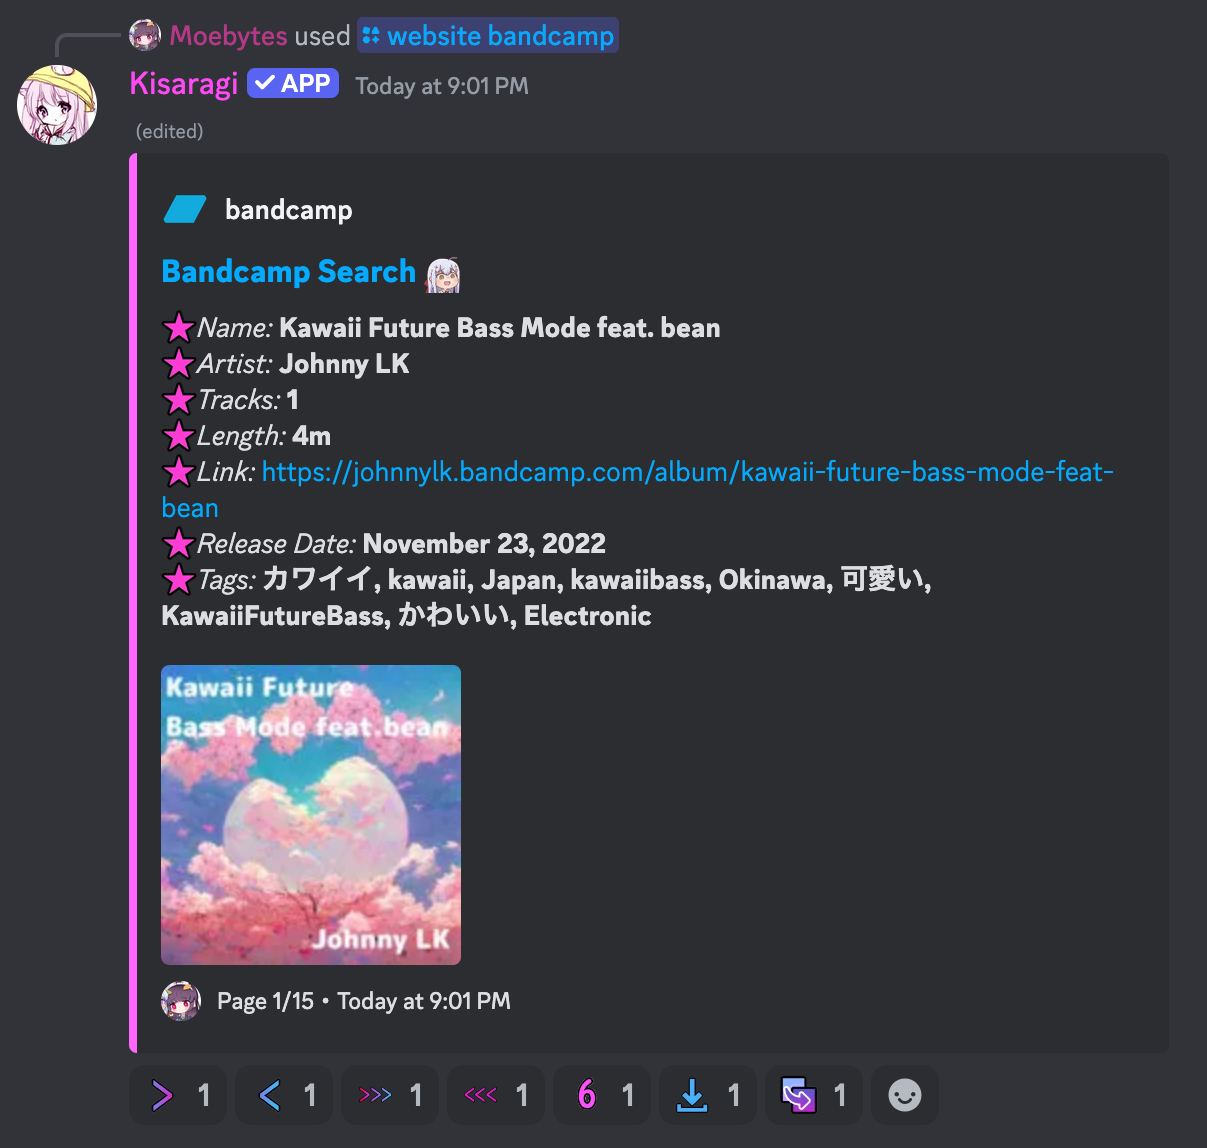 Moebytes used website bandcamp
Kisaragi APP Today at 9:01 PM
(edited)
bandcamp
Bandcamp Search
Name: Kawaii Future Bass Mode feat. bean
Artist: Johnny LK
Tracks: 1
Length: 4m
Link: https://johnnylk.bandcamp.com/album/kawaii-future-bass-mode-feat-
bean
Release Date: November 23, 2022
Tags: カワイイ, kawaii, Japan, kawaiibass, Okinawa, 可愛い,
KawaiiFutureBass, かわいい, Electronic
Kawaii Future
Bass Mode feat.bean
Johnny LK
Page 1/15 • Today at 9:01 PM
> 1 < 1 >>> 1 <<< 1 6 1 1 1